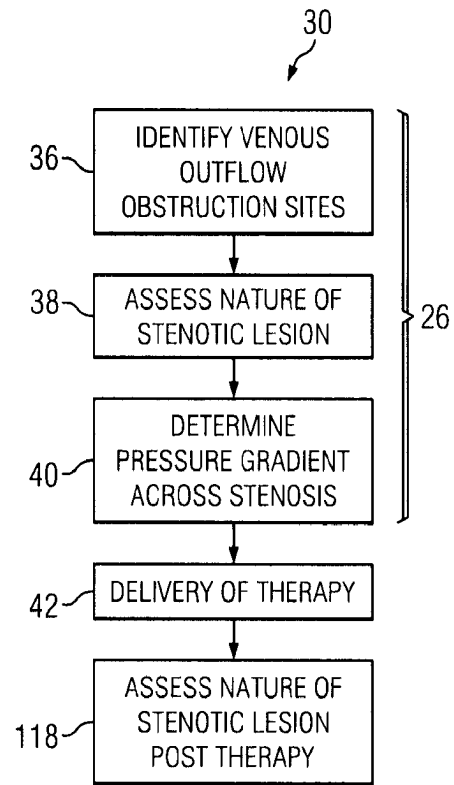 30
36
IDENTIFY VENOUS
OUTFLOW
OBSTRUCTION SITES
38
ASSESS NATURE OF
STENOTIC LESION
26
40
DETERMINE
PRESSURE GRADIENT
ACROSS STENOSIS
42
DELIVERY OF THERAPY
118
ASSESS NATURE OF
STENOTIC LESION
POST THERAPY